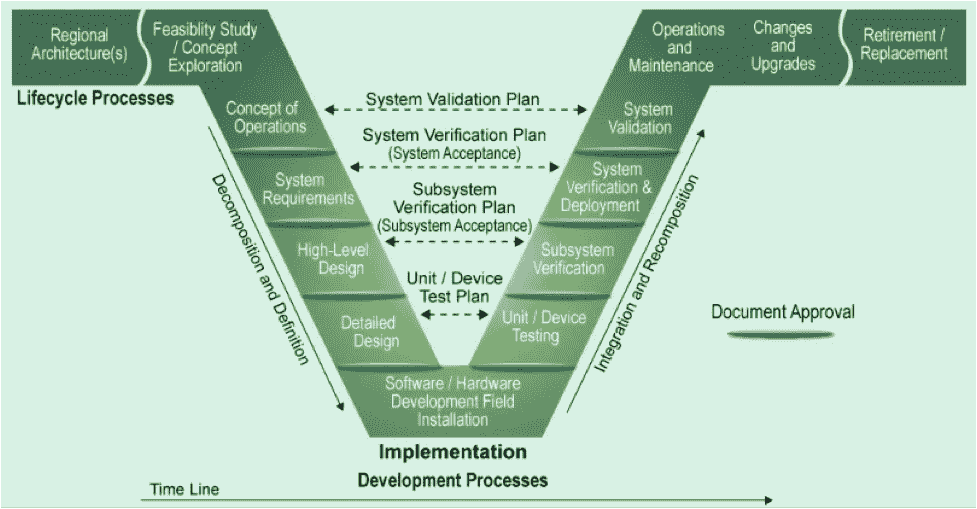 Regional
Architecture(s)
Feasiblity Study
/ Concept
Exploration
Operations
and
Maintenance
Changes
and
Upgrades
Retirement /
Replacement
Lifecycle Processes
Concept of
Operations
System Validation Plan
System
Validation
System Verification Plan
(System Acceptance)
System
Requirements
System
Verification &
Deployment
Subsystem
Verification Plan
(Subsystem Acceptance)
High-Level
Design
Subsystem
Verification
Unit / Device
Test Plan
Detailed
Design
Unit / Device
Testing
Decomposition and Definition
Integration and Recomposition
Document Approval
Software / Hardware
Development Field
Installation
Implementation
Development Processes
Time Line